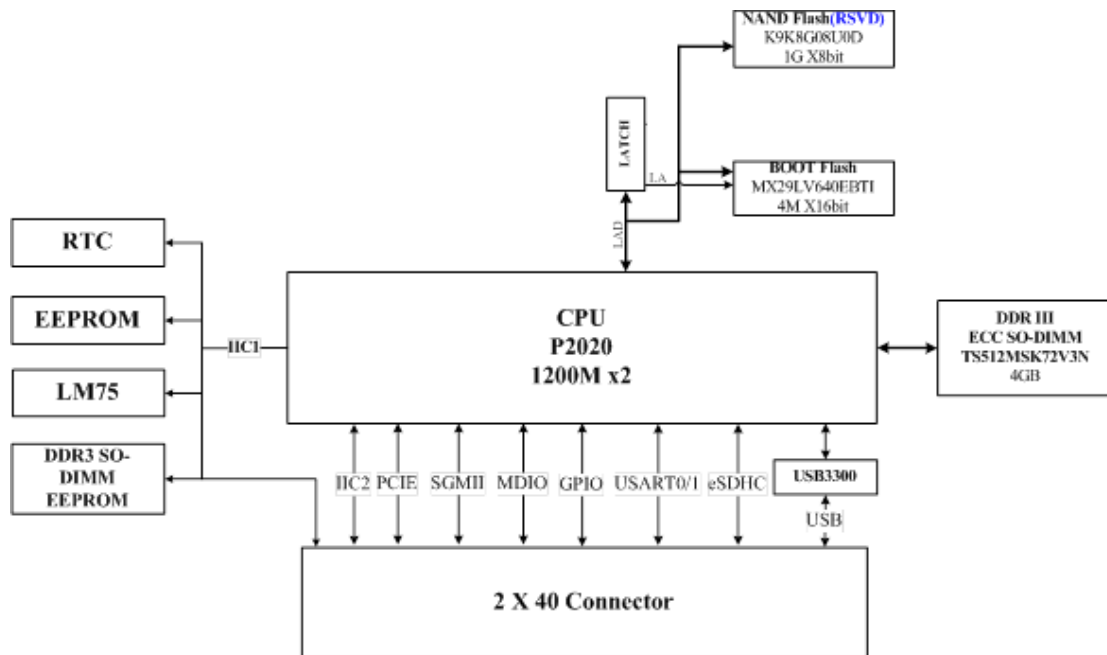 NAND Flash(RSVD)
K9K8G08U0D
1G X8bit
LATCH
LA
BOOT Flash
MX29LV640EBTI
4M X16bit
LAD
RTC
EEPROM
IIC1
LM75
DDR3 SO-
DIMM
EEPROM
CPU
P2020
1200M x2
DDR III
ECC SO-DIMM
TS512MSK72V3N
4GB
IIC2 PCIE SGMII MDIO GPIO USART0/1 eSDHC
USB3300
USB
2 X 40 Connector